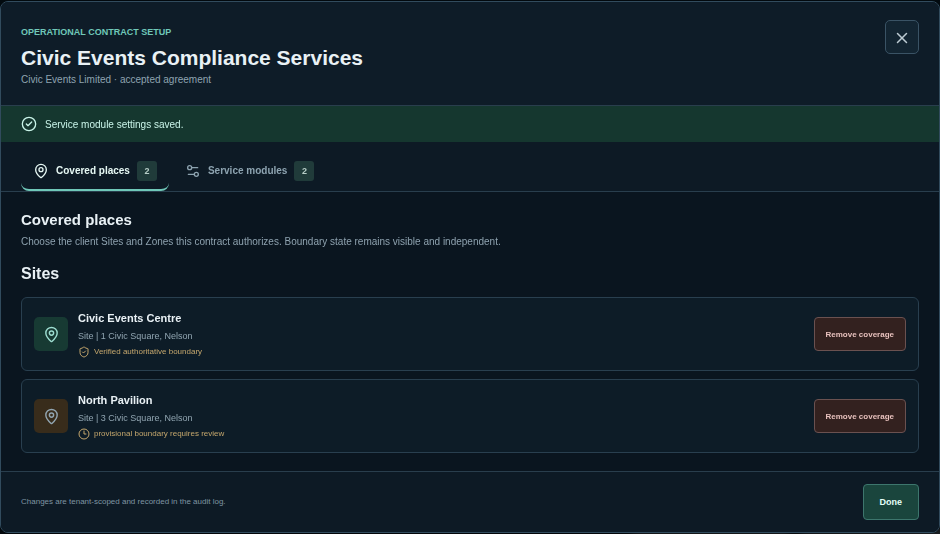 OPERATIONAL CONTRACT SETUP
Civic Events Compliance Services
Civic Events Limited · accepted agreement
Service module settings saved.
Covered places 2 Service modules 2
Covered places
Choose the client Sites and Zones this contract authorizes. Boundary state remains visible and independent.
Sites
Civic Events Centre
Site | 1 Civic Square, Nelson
Verified authoritative boundary
Remove coverage
North Pavilion
Site | 3 Civic Square, Nelson
provisional boundary requires review
Remove coverage
Changes are tenant-scoped and recorded in the audit log.
Done